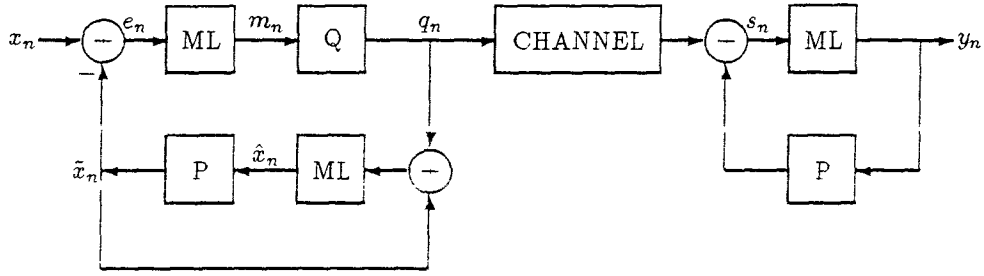 x_n − e_n ML m_n Q q_n CHANNEL − s_n ML y_n
−
x̃_n P x̂_n ML − P